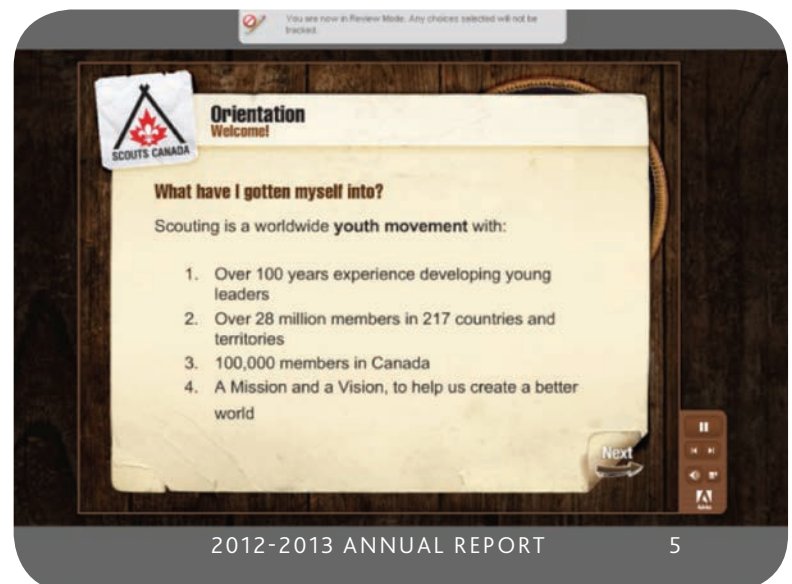 You are now in Review Mode. Any choices selected will not be
tracked.
Orientation
Welcome!
SCOUTS CANADA
What have I gotten myself into?
Scouting is a worldwide youth movement with:
1. Over 100 years experience developing young
leaders
2. Over 28 million members in 217 countries and
territories
3. 100,000 members in Canada
4. A Mission and a Vision, to help us create a better
world
Next
2012-2013 ANNUAL REPORT 5